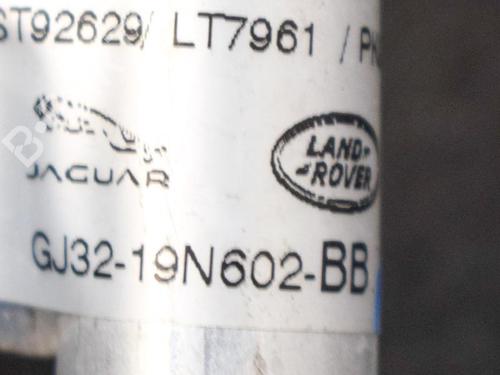 ST92629/ LT7961 /
JAGUAR
LAND-
-ROVER
GJ32-19N602-BB